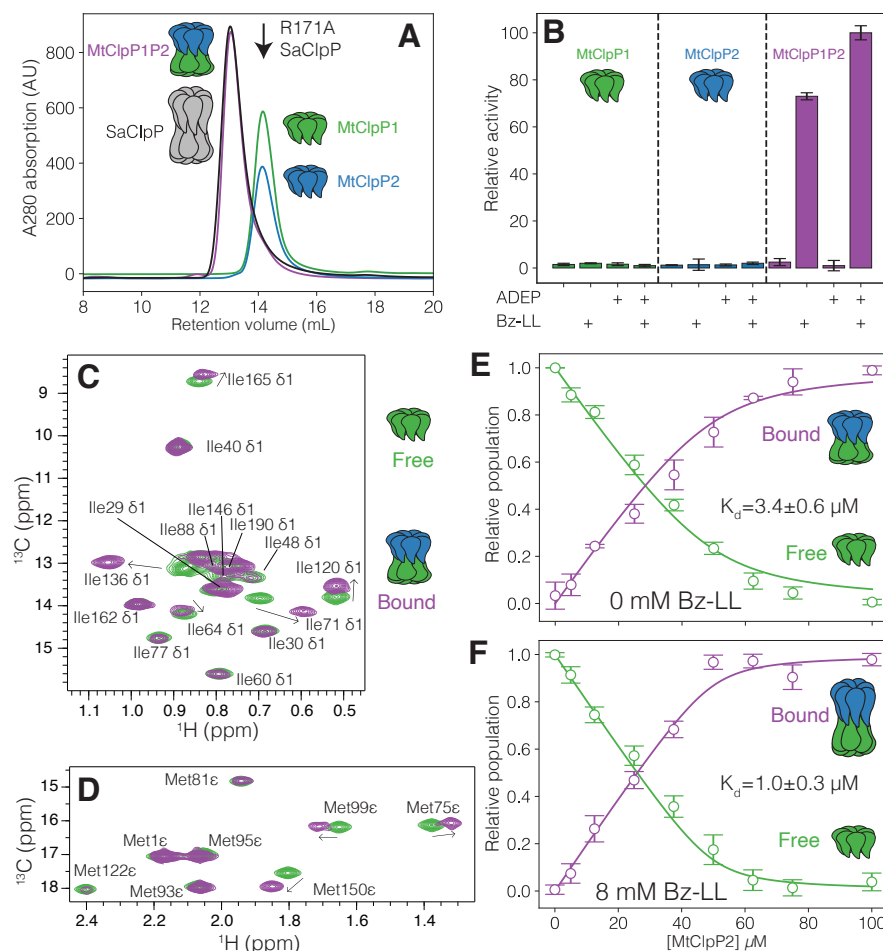 A
MtClpP1P2
SaClpP
R171A
SaClpP
MtClpP1
MtClpP2
A280 absorption (AU)
800
600
400
200
0
8 10 12 14 16 18 20
Retention volume (mL)
B
MtClpP1 MtClpP2 MtClpP1P2
Relative activity
100
80
60
40
20
0
ADEP + + + + + +
Bz-LL + + + + + +
C
Ile165 δ1
Ile40 δ1
Ile29 δ1
Ile146 δ1
Ile88 δ1
Ile190 δ1
Ile48 δ1
Ile136 δ1
Ile120 δ1
Ile162 δ1
Ile64 δ1
Ile71 δ1
Ile77 δ1
Ile30 δ1
Ile60 δ1
13C (ppm)
9
10
11
12
13
14
15
1.1 1.0 0.9 0.8 0.7 0.6 0.5
1H (ppm)
Free
Bound
D
Met81ε
Met99ε
Met75ε
Met1ε
Met95ε
Met122ε
Met93ε
Met150ε
13C (ppm)
15
16
17
18
2.4 2.2 2.0 1.8 1.6 1.4
1H (ppm)
E
Relative population
1.0
0.8
0.6
0.4
0.2
0.0
Bound
Kd=3.4±0.6 µM
Free
0 mM Bz-LL
F
Relative population
1.0
0.8
0.6
0.4
0.2
0.0
Bound
Kd=1.0±0.3 µM
Free
8 mM Bz-LL
0 20 40 60 80 100
[MtClpP2] µM